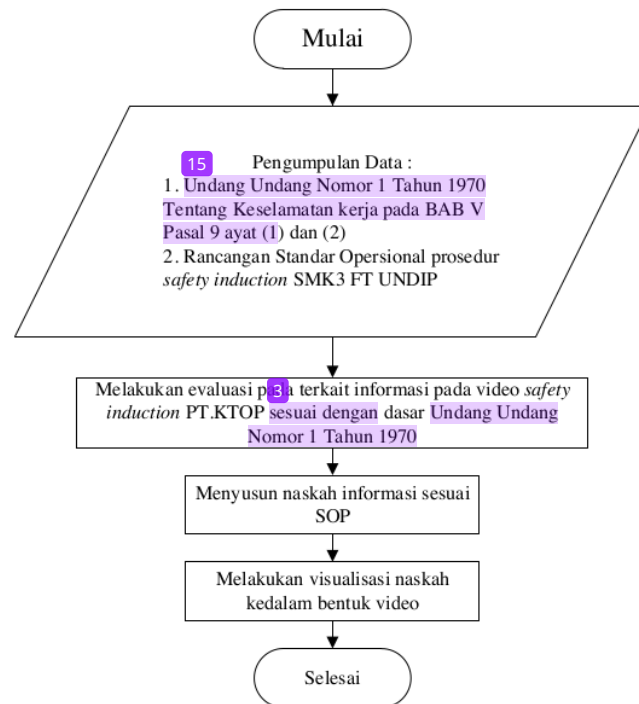 Mulai
15
Pengumpulan Data :
1. Undang Undang Nomor 1 Tahun 1970
Tentang Keselamatan kerja pada BAB V
Pasal 9 ayat (1) dan (2)
2. Rancangan Standar Opersional prosedur
safety induction SMK3 FT UNDIP
3
Melakukan evaluasi terkait informasi pada video safety
induction PT.KTOP sesuai dengan dasar Undang Undang
Nomor 1 Tahun 1970
Menyusun naskah informasi sesuai
SOP
Melakukan visualisasi naskah
kedalam bentuk video
Selesai